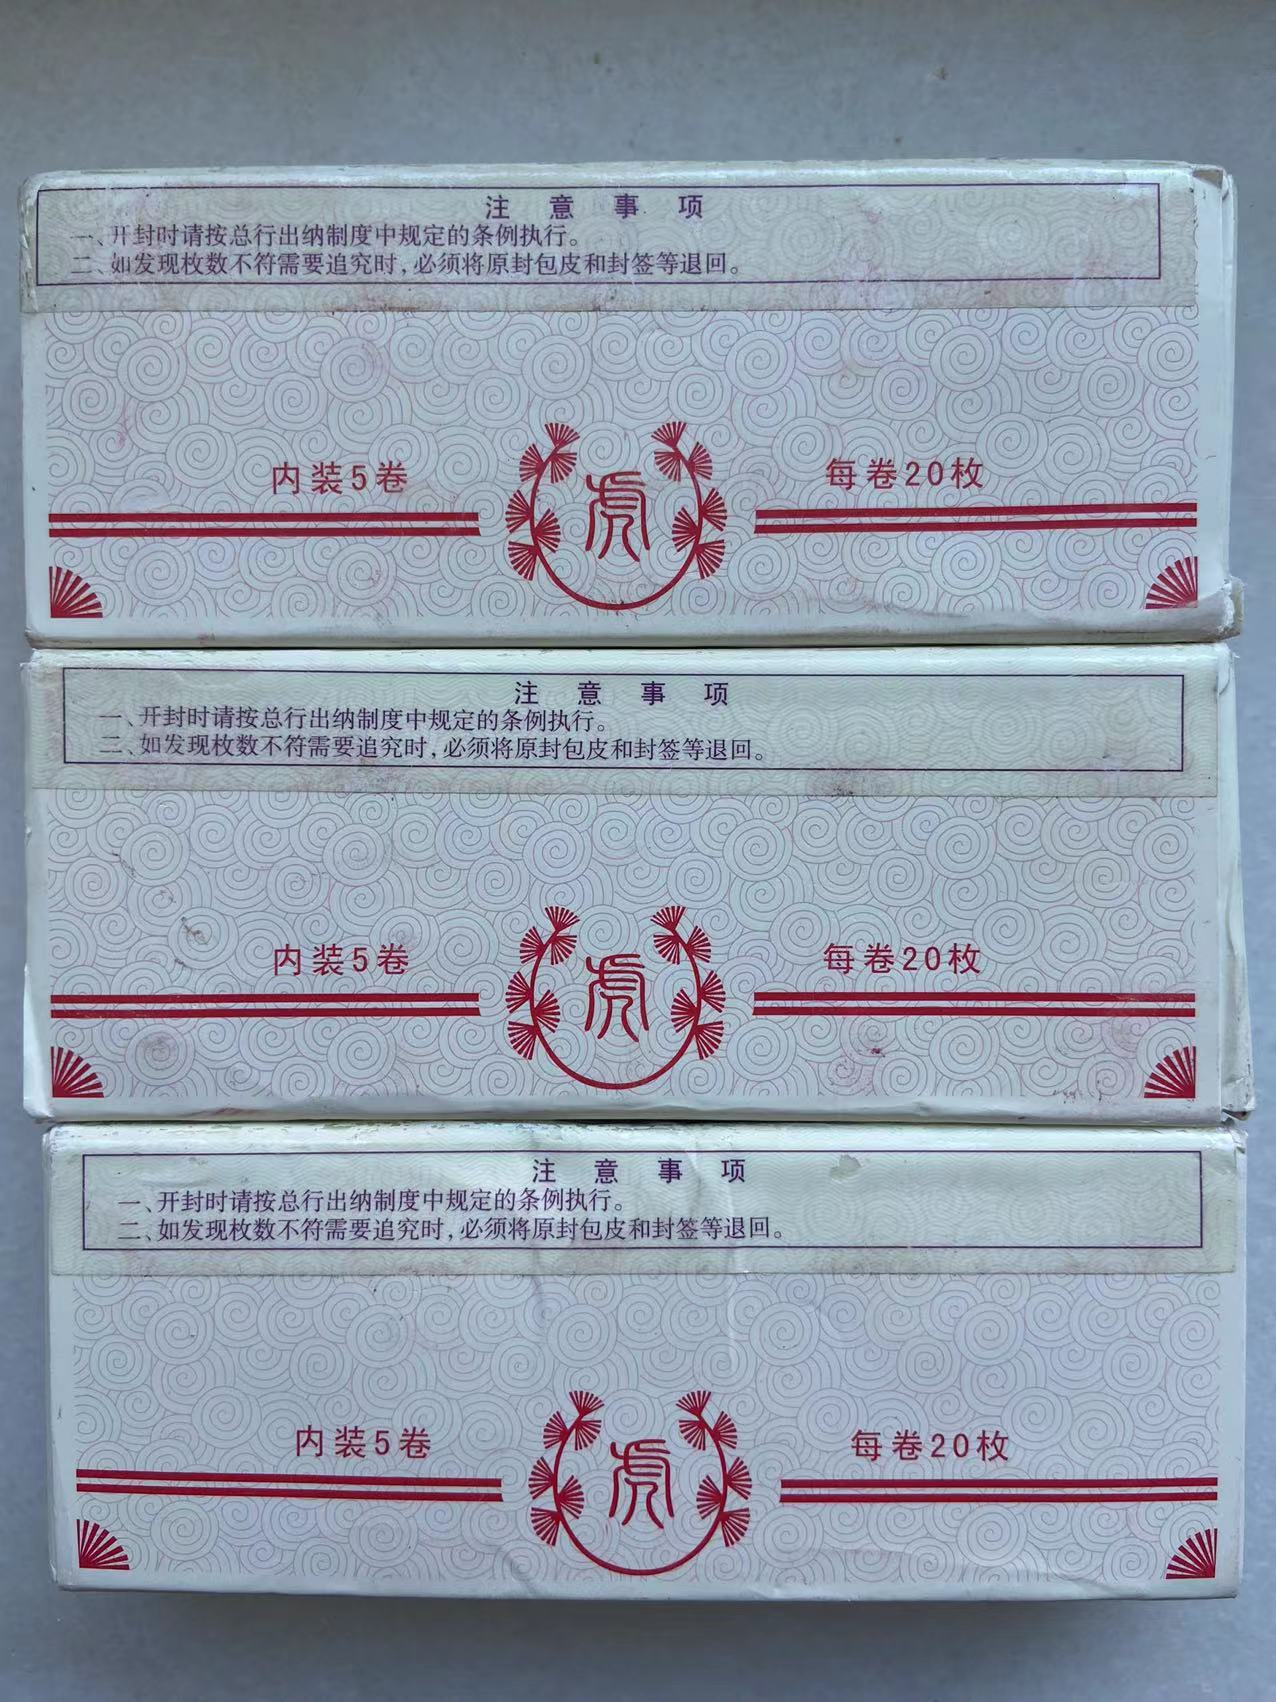 注意事项
一、开封时请按总行出纳制度中规定的条例执行。
二、如发现枚数不符需要追究时,必须将原封包皮和封签等退回。
内装5卷 虎 每卷20枚
注意事项
一、开封时请按总行出纳制度中规定的条例执行。
二、如发现枚数不符需要追究时,必须将原封包皮和封签等退回。
内装5卷 虎 每卷20枚
注意事项
一、开封时请按总行出纳制度中规定的条例执行。
二、如发现枚数不符需要追究时,必须将原封包皮和封签等退回。
内装5卷 虎 每卷20枚